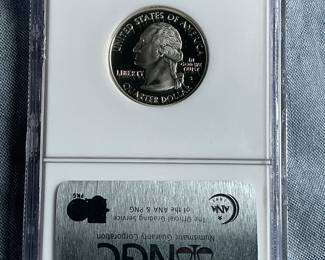 UNITED STATES OF AMERICA
LIBERTY
IN
GOD WE
TRUST
S
QUARTER DOLLAR
NGC
Numismatic Guaranty Corporation
The Official Grading Service
of the ANA & PNG
ANA
PNG